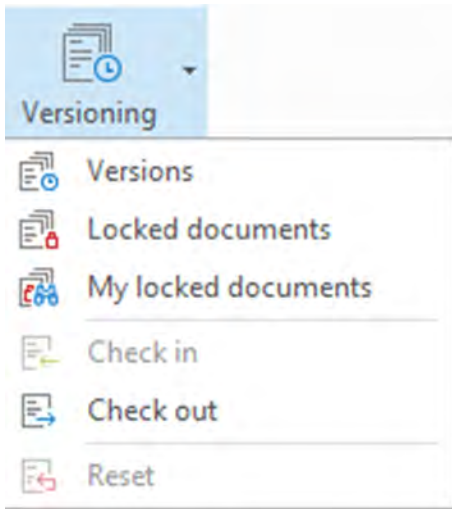 Versioning
Versions
Locked documents
My locked documents
Check in
Check out
Reset